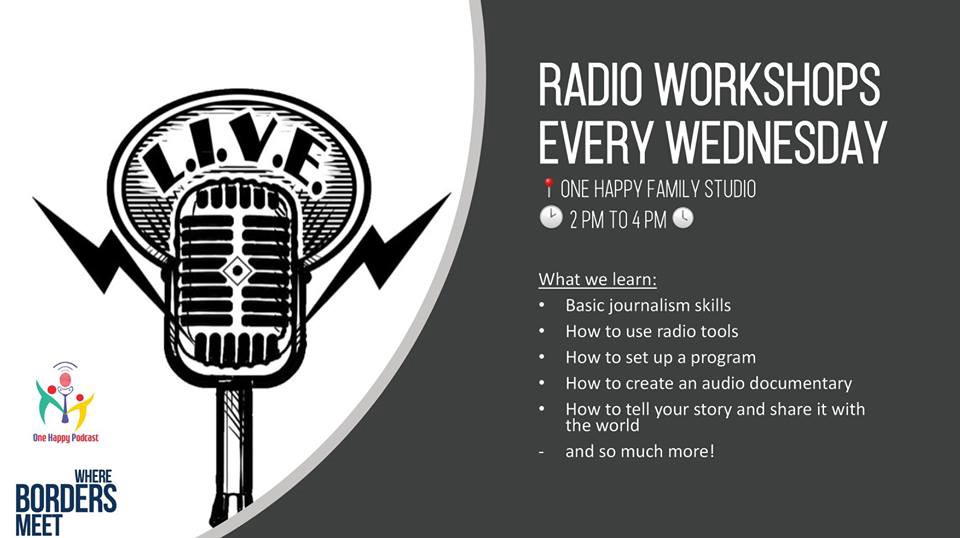 L.I.V.E.
One Happy Podcast
WHERE
BORDERS
MEET
RADIO WORKSHOPS
EVERY WEDNESDAY
📍 ONE HAPPY FAMILY STUDIO
🕑 2 PM TO 4 PM 🕓
What we learn:
• Basic journalism skills
• How to use radio tools
• How to set up a program
• How to create an audio documentary
• How to tell your story and share it with
the world
- and so much more!